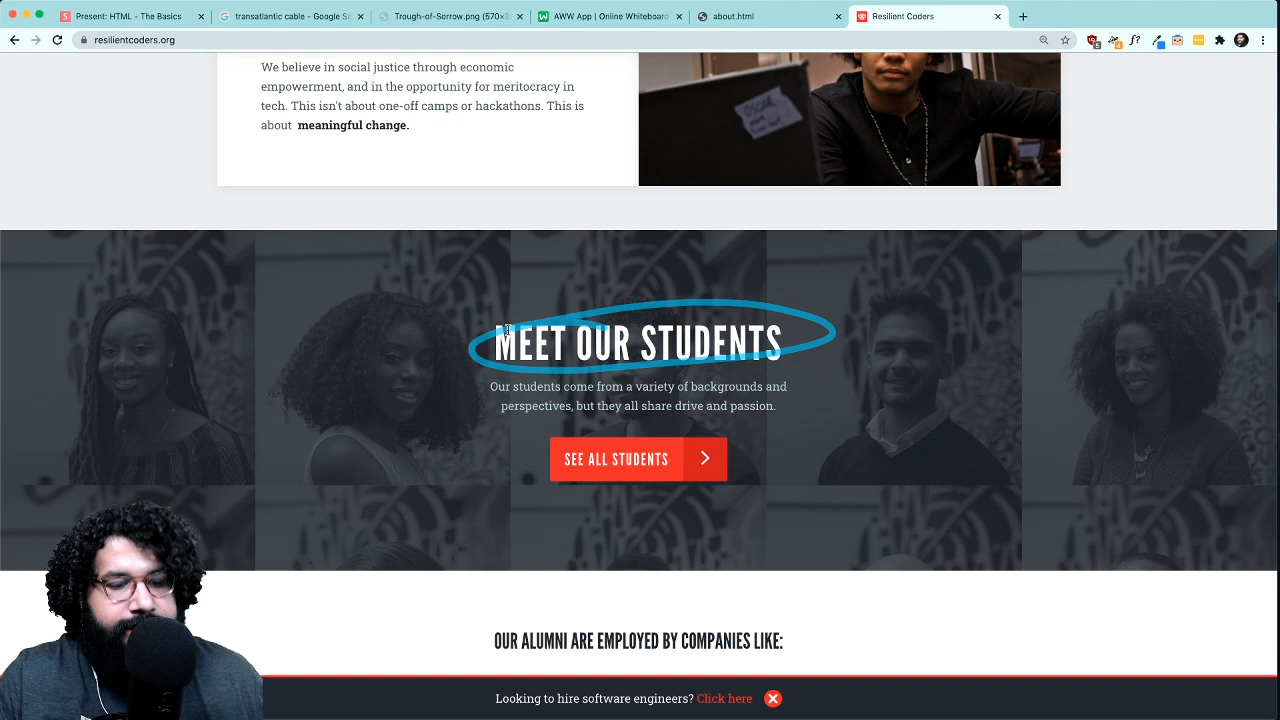 Present: HTML - The Basics
transatlantic cable - Google Se
Trough-of-Sorrow.png (570×3
AWW App | Online Whiteboard
about.html
Resilient Coders
resilientcoders.org
We believe in social justice through economic
empowerment, and in the opportunity for meritocracy in
tech. This isn't about one-off camps or hackathons. This is
about meaningful change.
MEET OUR STUDENTS
Our students come from a variety of backgrounds and
perspectives, but they all share drive and passion.
SEE ALL STUDENTS
OUR ALUMNI ARE EMPLOYED BY COMPANIES LIKE:
Looking to hire software engineers? Click here